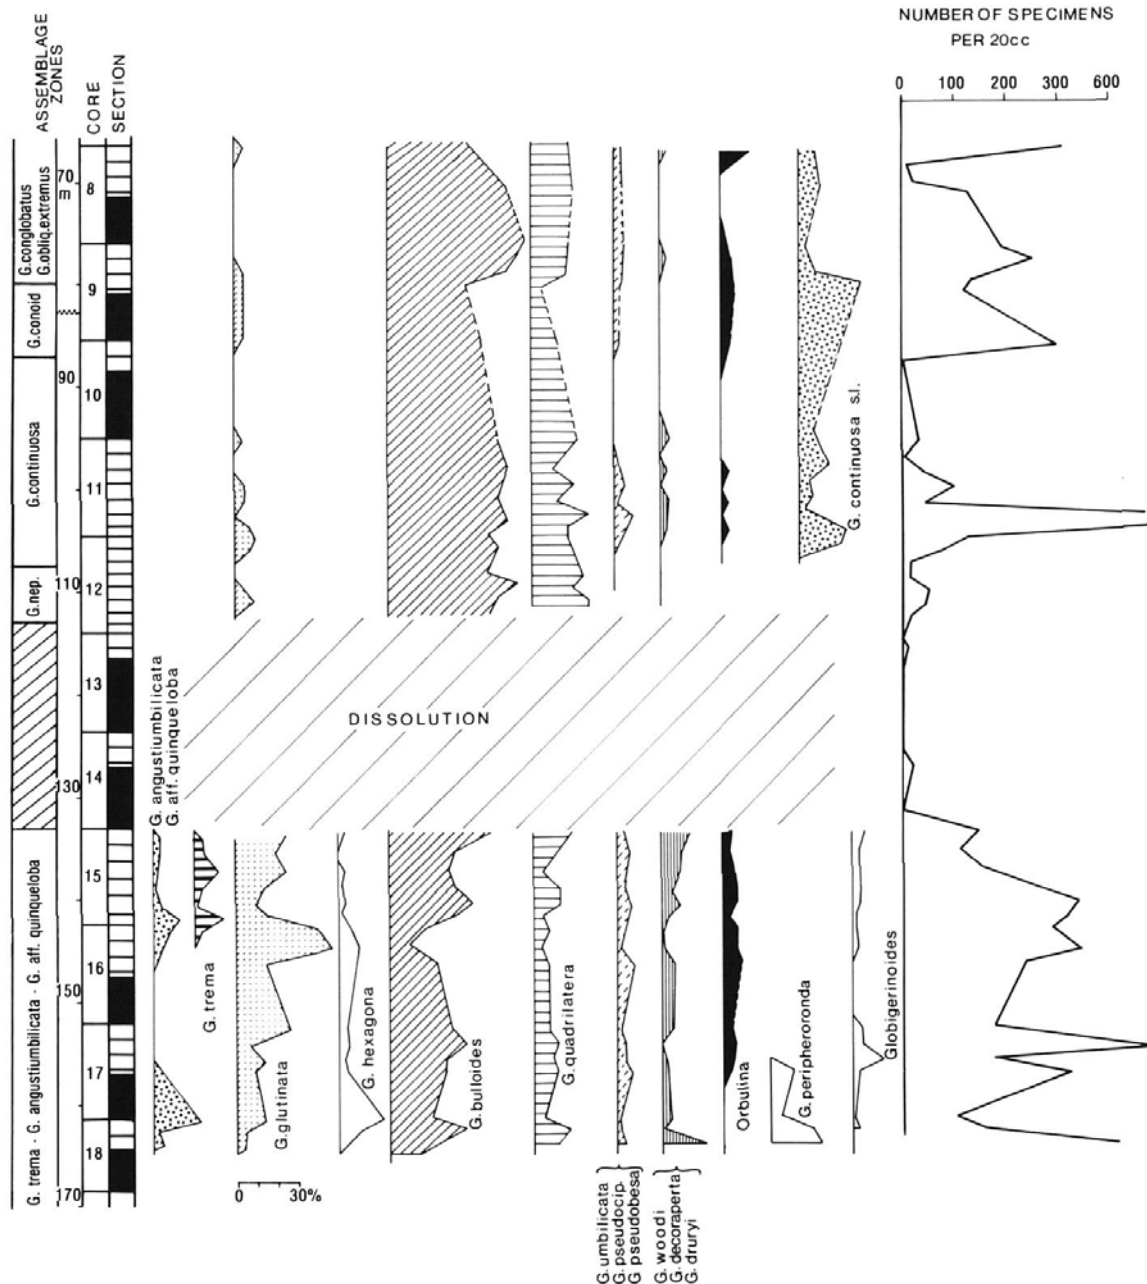 NUMBER OF SPECIMENS
PER 20cc
0 100 200 300 600
ASSEMBLAGE
ZONES
CORE
SECTION
G.conglobatus
G.obliq.extremus
G.conoid
G.continuosa
G.nep.
G. trema - G. angustiumbilicata - G. aff. quinqueloba
70
m
90
110
130
150
170
8
9
10
11
12
13
14
15
16
17
18
G. continuosa s.l.
DISSOLUTION
G. angustiumbilicata
G. aff. quinqueloba
G. trema
G.glutinata
G. hexagona
G.bulloides
G.quadrilatera
G. umbilicata
G. pseudocip.
G. pseudobesa
G. woodi
G. decoraperta
G. druryi
Orbulina
G. peripheroronda
Globigerinoides
0 30%